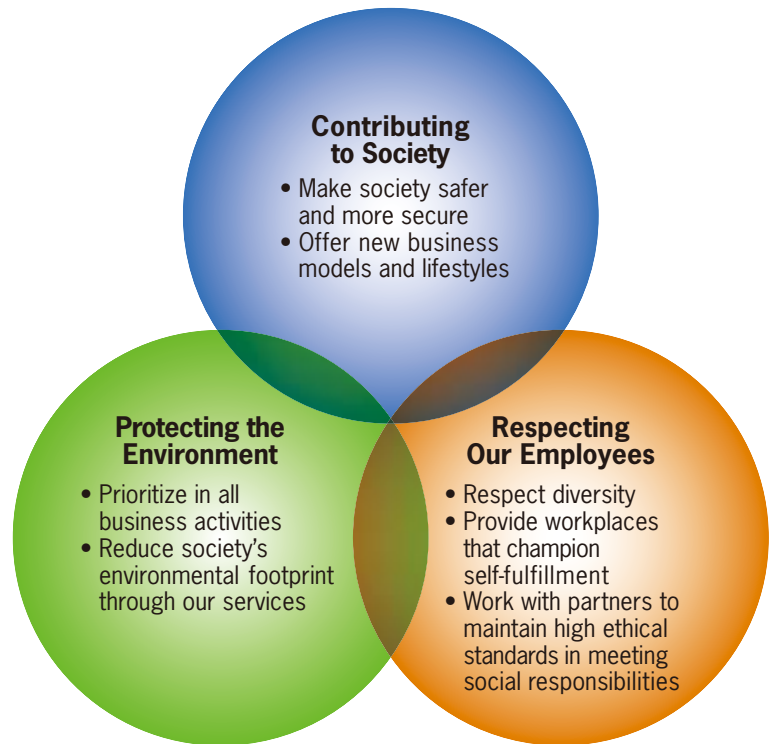 Contributing
to Society
• Make society safer
and more secure
• Offer new business
models and lifestyles
Protecting the
Environment
• Prioritize in all
business activities
• Reduce society’s
environmental footprint
through our services
Respecting
Our Employees
• Respect diversity
• Provide workplaces
that champion
self-fulfillment
• Work with partners to
maintain high ethical
standards in meeting
social responsibilities